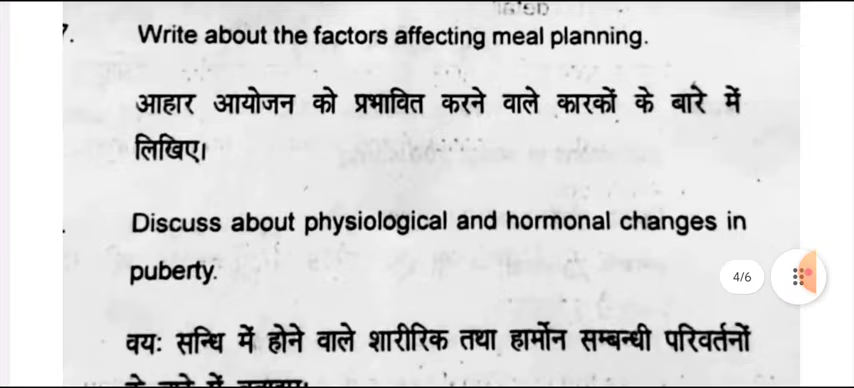 7.
Write about the factors affecting meal planning.
आहार आयोजन को प्रभावित करने वाले कारकों के बारे में
लिखिए।
Discuss about physiological and hormonal changes in
puberty.
4/6
वयः सन्धि में होने वाले शारीरिक तथा हार्मोन सम्बन्धी परिवर्तनों